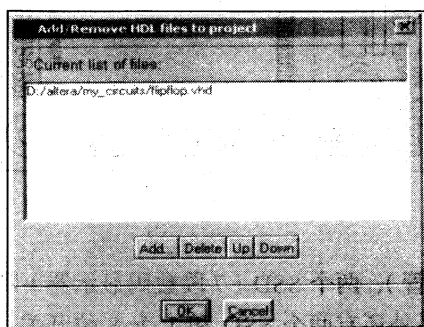 Add/Remove HDL files to project
Current list of files:
D:/altera/my_circuits/flipflop.vhd
Add... Delete Up Down
OK Cancel